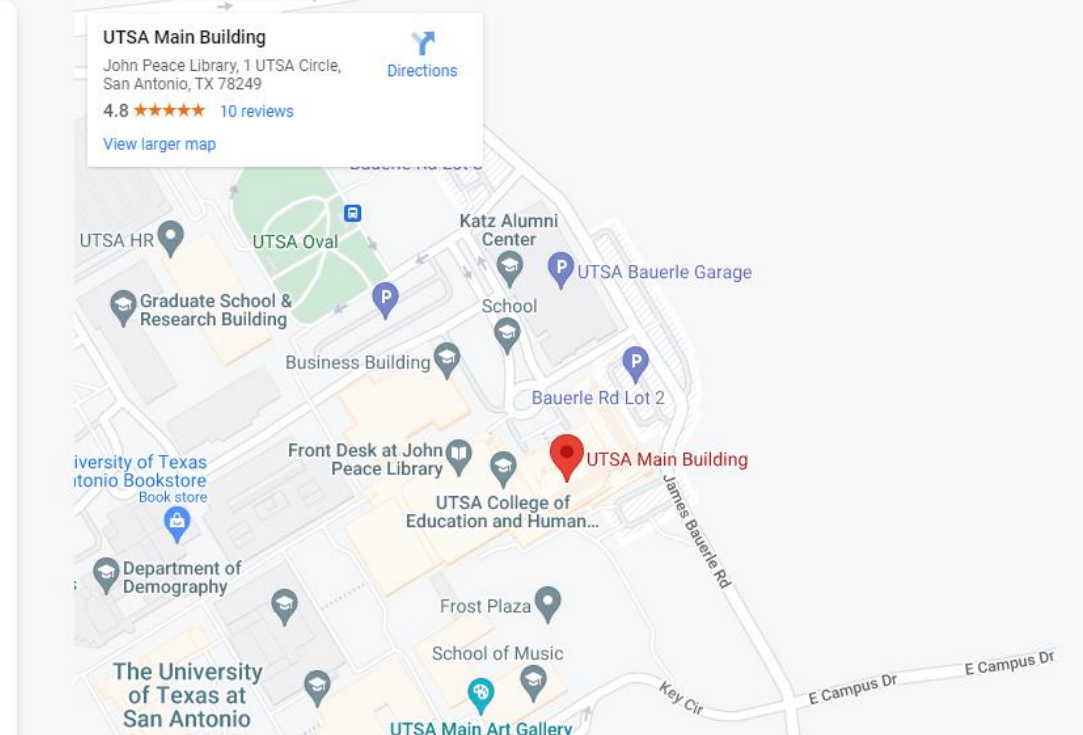 UTSA Main Building
John Peace Library, 1 UTSA Circle,
San Antonio, TX 78249
4.8
10 reviews
View larger map
Directions
UTSA HR
UTSA Oval
Katz Alumni
Center
P
UTSA Bauerle Garage
Graduate School &
Research Building
P
School
Business Building
P
Bauerle Rd Lot 2
Front Desk at John
Peace Library
UTSA Main Building
iversity of Texas
tonio Bookstore
Book store
UTSA College of
Education and Human...
James Bauerle Rd
Department of
Demography
Frost Plaza
School of Music
The University
of Texas at
San Antonio
Key Cir
E Campus Dr
E Campus Dr
UTSA Main Art Gallery